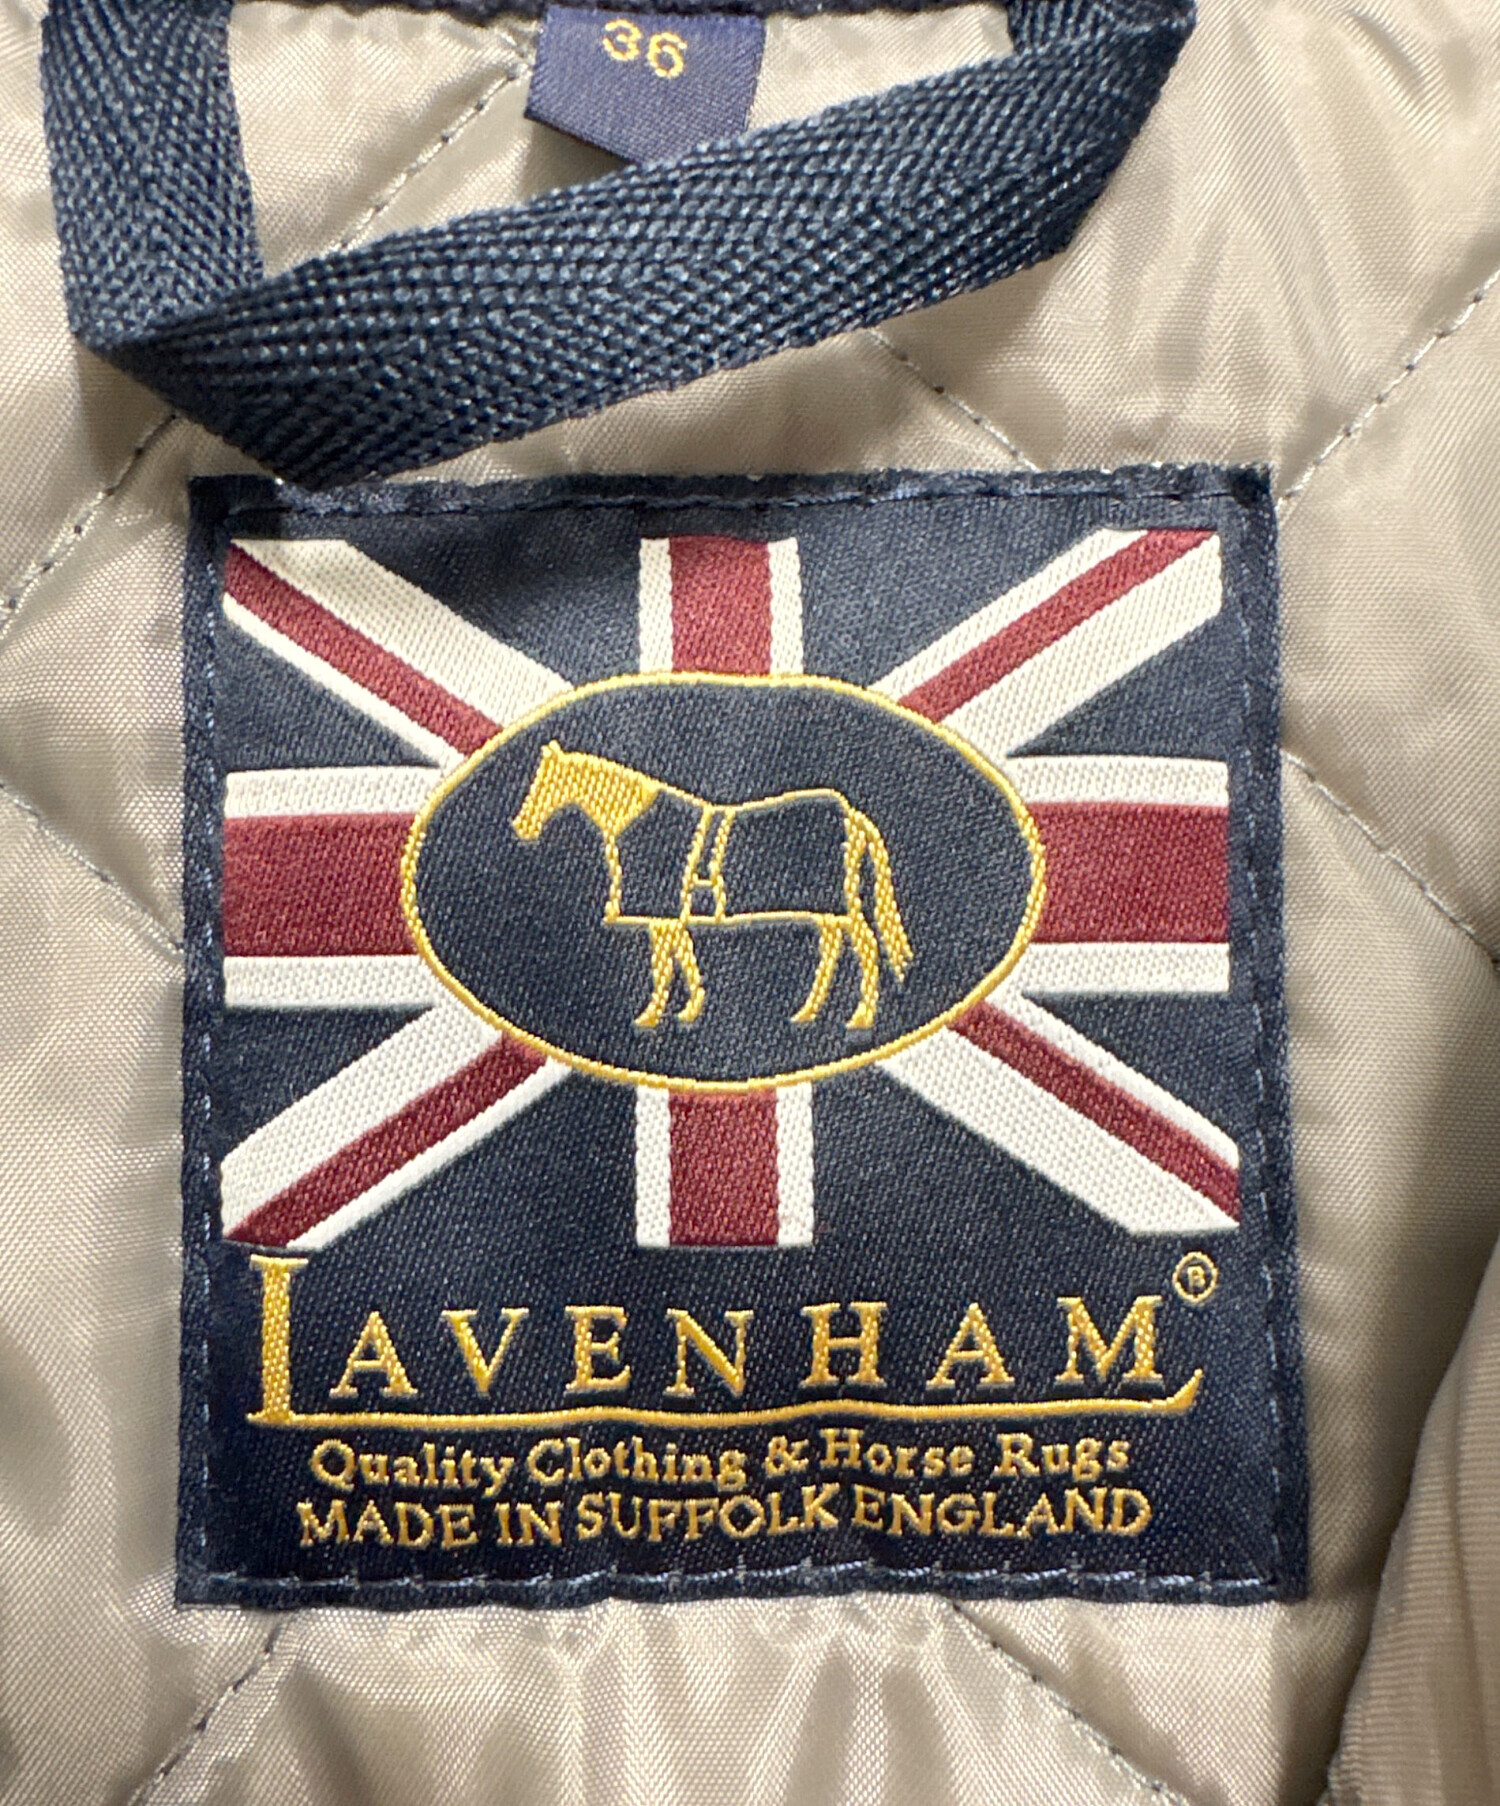 36
LAVENHAM®
Quality Clothing & Horse Rugs
MADE IN SUFFOLK ENGLAND